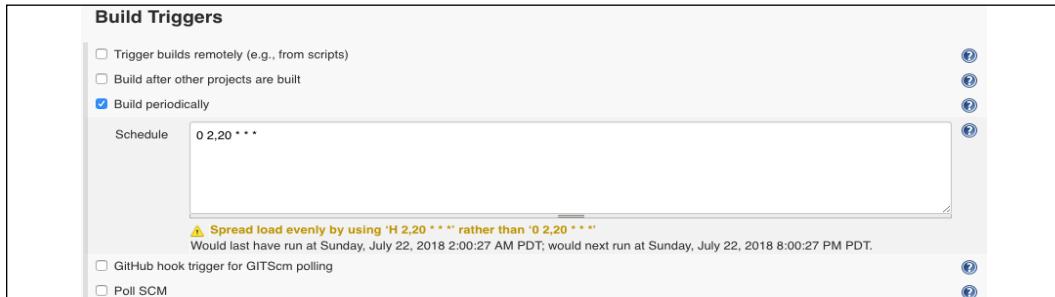 Build Triggers
Trigger builds remotely (e.g., from scripts)
Build after other projects are built
Build periodically
Schedule
0 2,20 * * *
Spread load evenly by using ‘H 2,20 * * *’ rather than ‘0 2,20 * * *’
Would last have run at Sunday, July 22, 2018 2:00:27 AM PDT; would next run at Sunday, July 22, 2018 8:00:27 PM PDT.
GitHub hook trigger for GITScm polling
Poll SCM